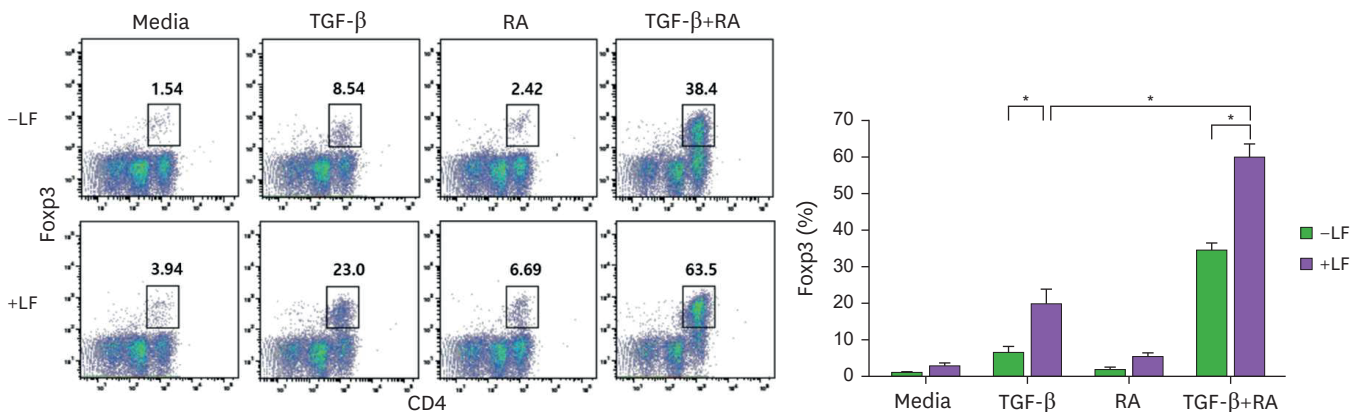 Media TGF-β RA TGF-β+RA
−LF
1.54 8.54 2.42 38.4
+LF
3.94 23.0 6.69 63.5
Foxp3
CD4
* * *
70
60
50
40
30
20
10
0
Foxp3 (%)
Media TGF-β RA TGF-β+RA
−LF
+LF